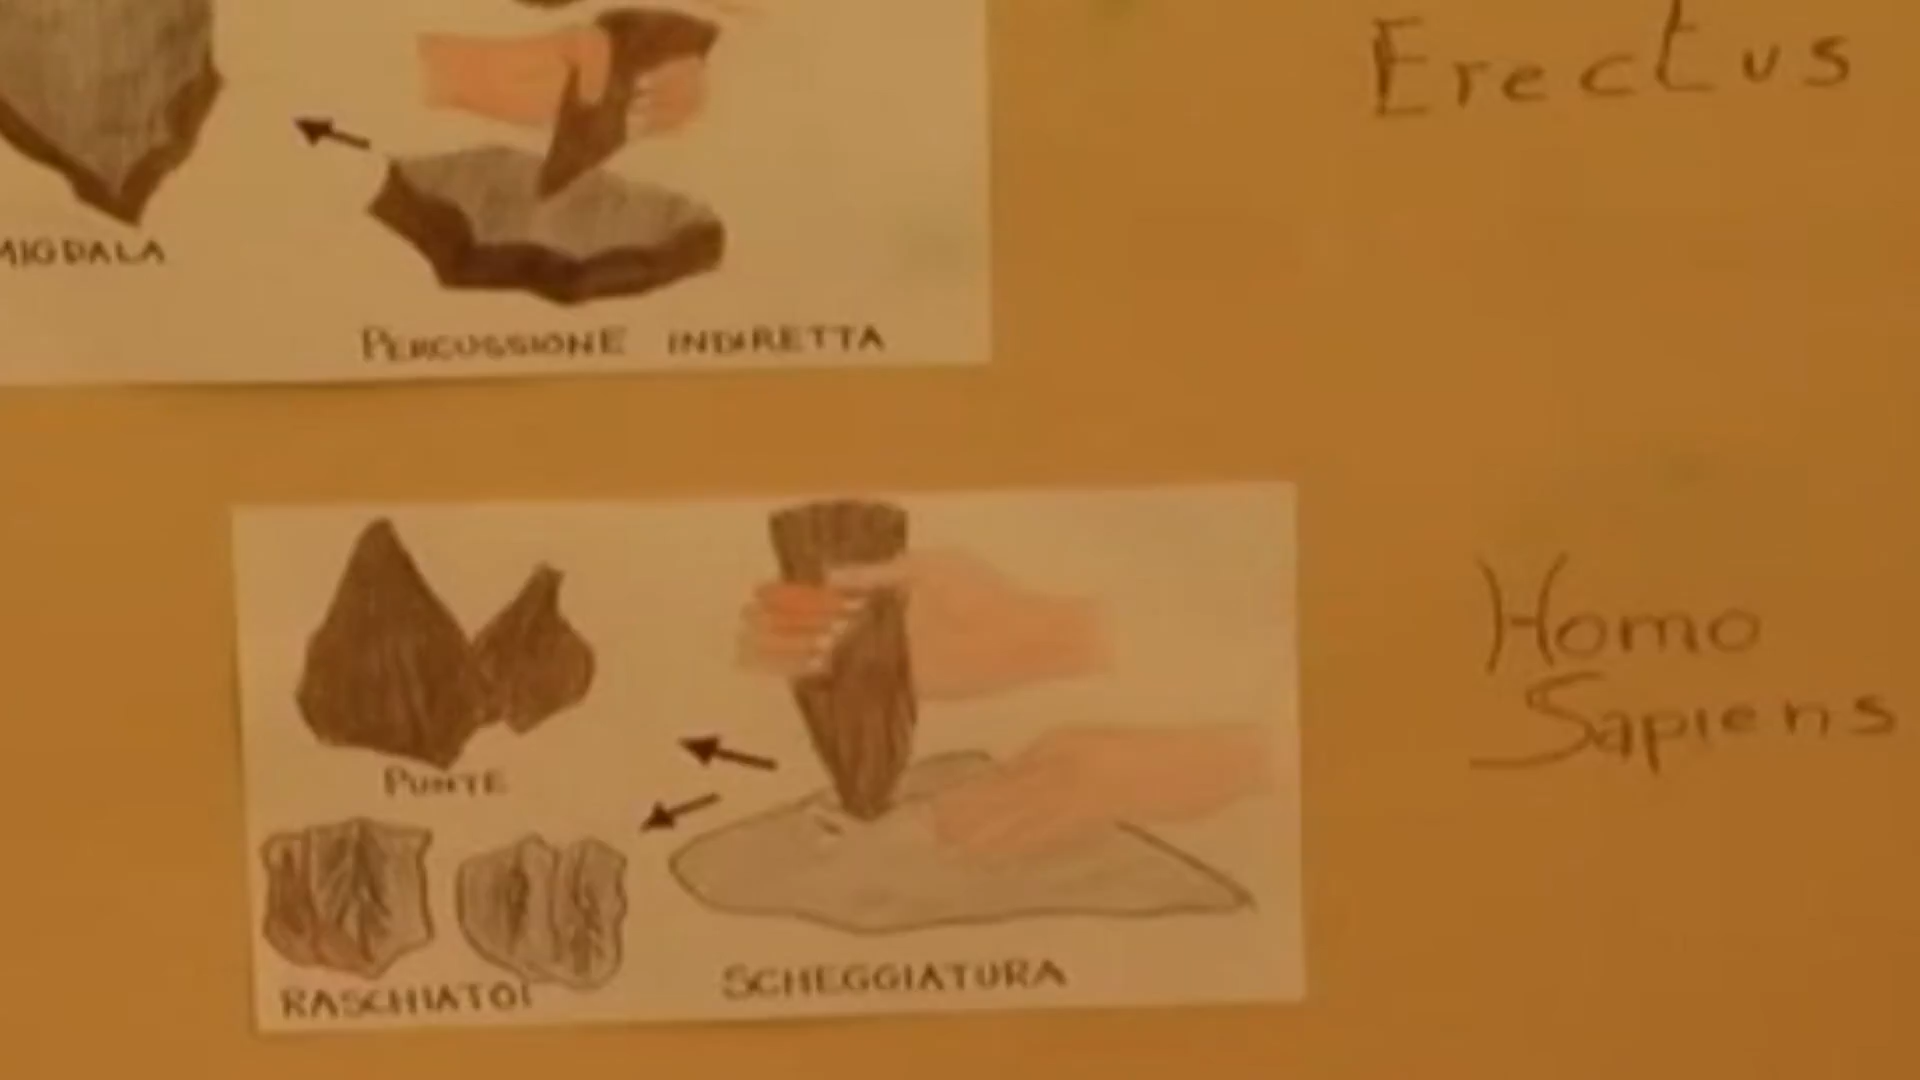 Erectus
MIGDALA
PERCUSSIONE INDIRETTA
Homo
Sapiens
PUNTE
RASCHIATOI
SCHEGGIATURA